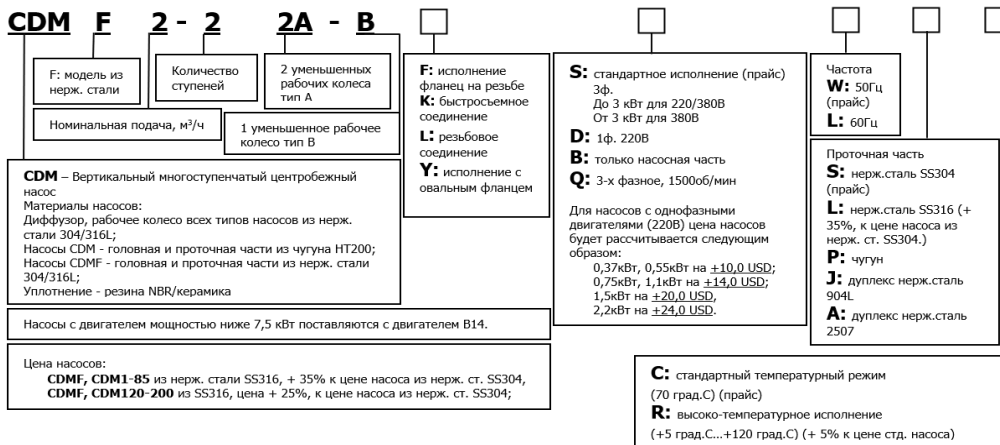 CDM F 2 - 2 2A - B
F: модель из
нерж. стали
Количество
ступеней
2 уменьшенных
рабочих колеса
тип А
Номинальная подача, м³/ч
1 уменьшенное рабочее
колесо тип В
CDM – Вертикальный многоступенчатый центробежный
насос
Материалы насосов:
Диффузор, рабочее колесо всех типов насосов из нерж.
стали 304/316L;
Насосы CDM - головная и проточная части из чугуна HT200;
Насосы CDMF - головная и проточная части из нерж. стали
304/316L;
Уплотнение - резина NBR/керамика
Насосы с двигателем мощностью ниже 7,5 кВт поставляются с двигателем В14.
Цена насосов:
CDMF, CDM1-85 из нерж. стали SS316, + 35% к цене насоса из нерж. ст. SS304,
CDMF, CDM120-200 из SS316, цена + 25%, к цене насоса из нерж. ст. SS304;
F: исполнение
фланец на резьбе
K: быстросъемное
соединение
L: резьбовое
соединение
Y: исполнение с
овальным фланцем
S: стандартное исполнение (прайс)
3ф.
До 3 кВт для 220/380В
От 3 кВт для 380В
D: 1ф. 220В
B: только насосная часть
Q: 3-х фазное, 1500об/мин
Для насосов с однофазными
двигателями (220В) цена насосов
будет рассчитывается следующим
образом:
0,37кВт, 0,55кВт на +10,0 USD;
0,75кВт, 1,1кВт на +14,0 USD;
1,5кВт на +20,0 USD,
2,2кВт на +24,0 USD.
Частота
W: 50Гц
(прайс)
L: 60Гц
Проточная часть
S: нерж.сталь SS304
(прайс)
L: нерж.сталь SS316 (+
35%, к цене насоса из
нерж. ст. SS304.)
P: чугун
J: дуплекс нерж.сталь
904L
A: дуплекс нерж.сталь
2507
C: стандартный температурный режим
(70 град.С) (прайс)
R: высоко-температурное исполнение
(+5 град.С...+120 град.С) (+ 5% к цене стд. насоса)